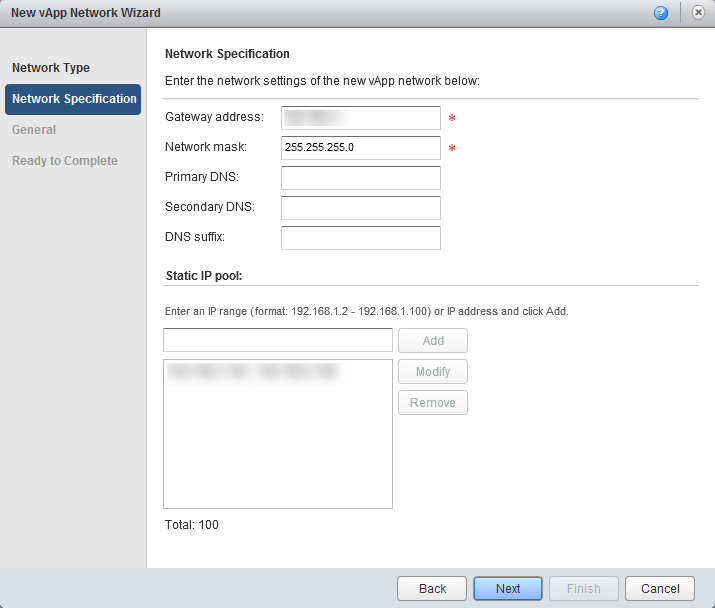 New vApp Network Wizard
Network Type
Network Specification
General
Ready to Complete
Network Specification
Enter the network settings of the new vApp network below:
Gateway address: *
Network mask: 255.255.255.0 *
Primary DNS:
Secondary DNS:
DNS suffix:
Static IP pool:
Enter an IP range (format: 192.168.1.2 - 192.168.1.100) or IP address and click Add.
Add
Modify
Remove
Total: 100
Back Next Finish Cancel